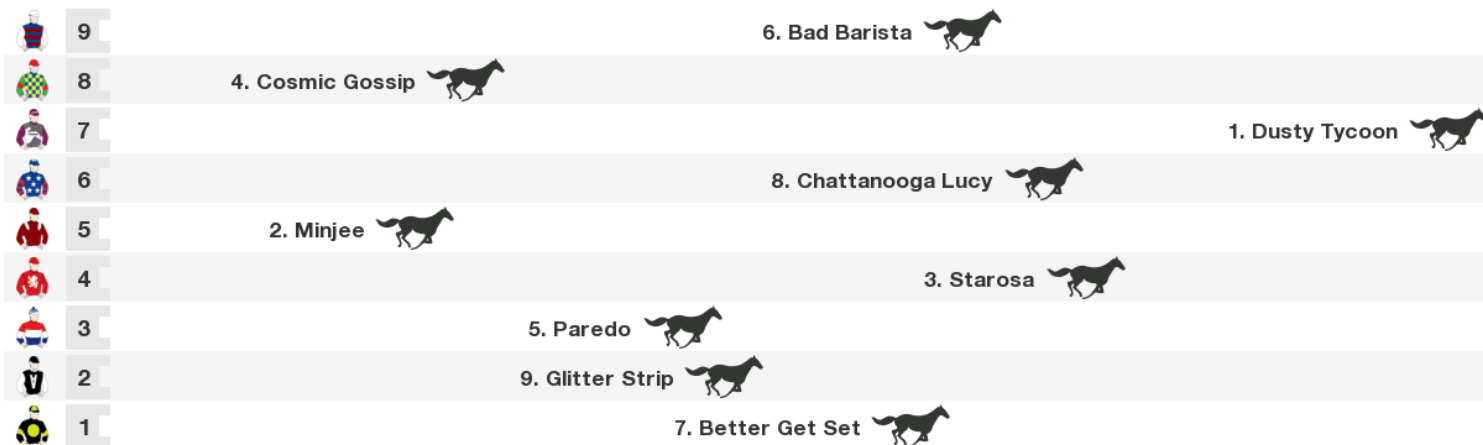 9 6. Bad Barista
8 4. Cosmic Gossip
7 1. Dusty Tycoon
6 8. Chattanooga Lucy
5 2. Minjee
4 3. Starosa
3 5. Paredo
2 9. Glitter Strip
1 7. Better Get Set